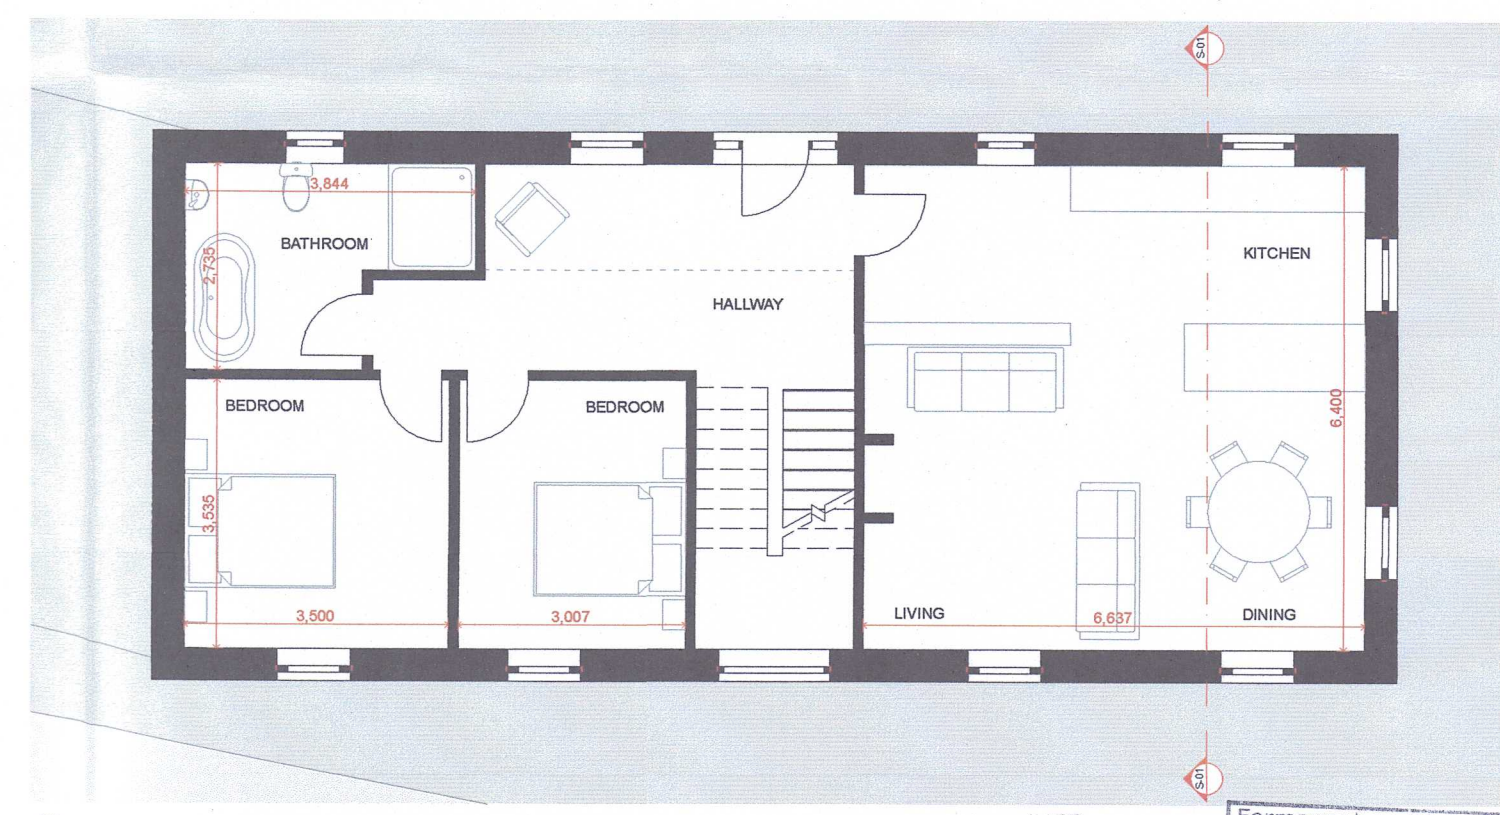 S-01
3,844
BATHROOM
2,735
KITCHEN
HALLWAY
BEDROOM
BEDROOM
6,400
3,535
LIVING
DINING
3,500
3,007
6,637
S-01